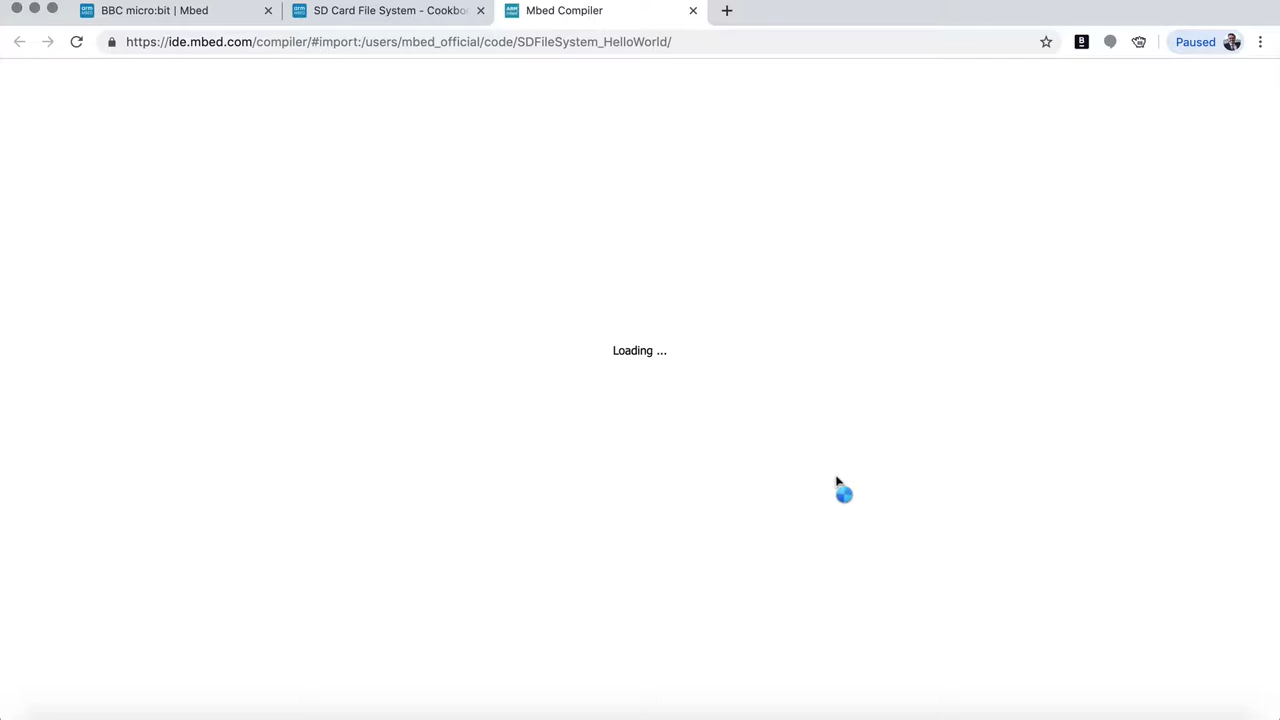 BBC micro:bit | Mbed
SD Card File System - Cookbo
Mbed Compiler
https://ide.mbed.com/compiler/#import:/users/mbed_official/code/SDFileSystem_HelloWorld/
Paused
Loading ...